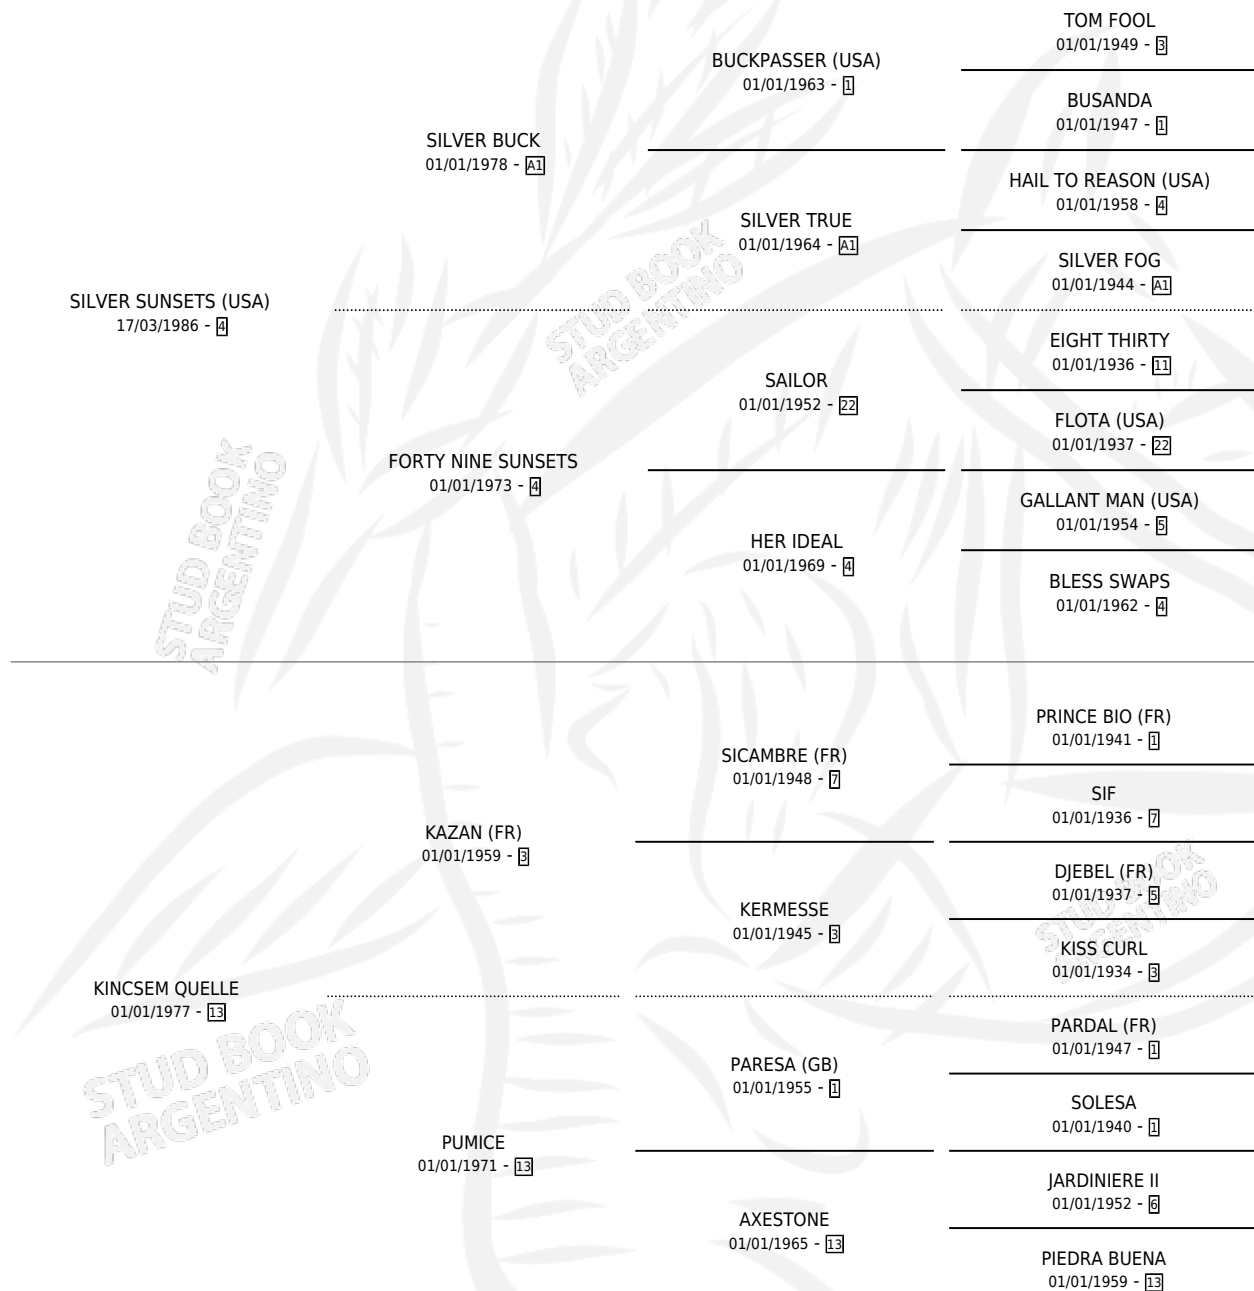 TOM FOOL
01/01/1949 - 3
BUCKPASSER (USA)
01/01/1963 - 1
BUSANDA
01/01/1947 - 1
SILVER BUCK
01/01/1978 - A1
HAIL TO REASON (USA)
01/01/1958 - 4
SILVER TRUE
01/01/1964 - A1
SILVER FOG
01/01/1944 - A1
SILVER SUNSETS (USA)
17/03/1986 - 4
EIGHT THIRTY
01/01/1936 - 11
SAILOR
01/01/1952 - 22
FLOTA (USA)
01/01/1937 - 22
FORTY NINE SUNSETS
01/01/1973 - 4
GALLANT MAN (USA)
01/01/1954 - 5
HER IDEAL
01/01/1969 - 4
BLESS SWAPS
01/01/1962 - 4
PRINCE BIO (FR)
01/01/1941 - 1
SICAMBRE (FR)
01/01/1948 - 7
SIF
01/01/1936 - 7
KAZAN (FR)
01/01/1959 - 3
DJEBEL (FR)
01/01/1937 - 5
KERMESSE
01/01/1945 - 3
KISS CURL
01/01/1934 - 3
KINCSEM QUELLE
01/01/1977 - 13
PARDAL (FR)
01/01/1947 - 1
PARESA (GB)
01/01/1955 - 1
SOLESA
01/01/1940 - 1
PUMICE
01/01/1971 - 13
JARDINIERE II
01/01/1952 - 6
AXESTONE
01/01/1965 - 13
PIEDRA BUENA
01/01/1959 - 13
STUD BOOK
ARGENTINO
STUD BOOK
ARGENTINO
STUD BOOK
ARGENTINO
STUD BOOK
ARGENTINO